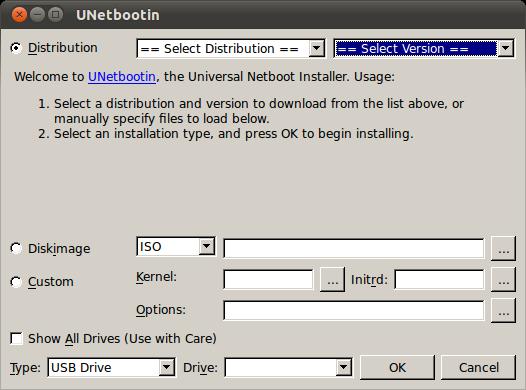 UNetbootin
Distribution == Select Distribution == == Select Version ==
Welcome to UNetbootin, the Universal Netboot Installer. Usage:
1. Select a distribution and version to download from the list above, or
manually specify files to load below.
2. Select an installation type, and press OK to begin installing.
Diskimage ISO ...
Custom Kernel: ... Initrd: ...
Options: ...
Show All Drives (Use with Care)
Type: USB Drive Drive: OK Cancel